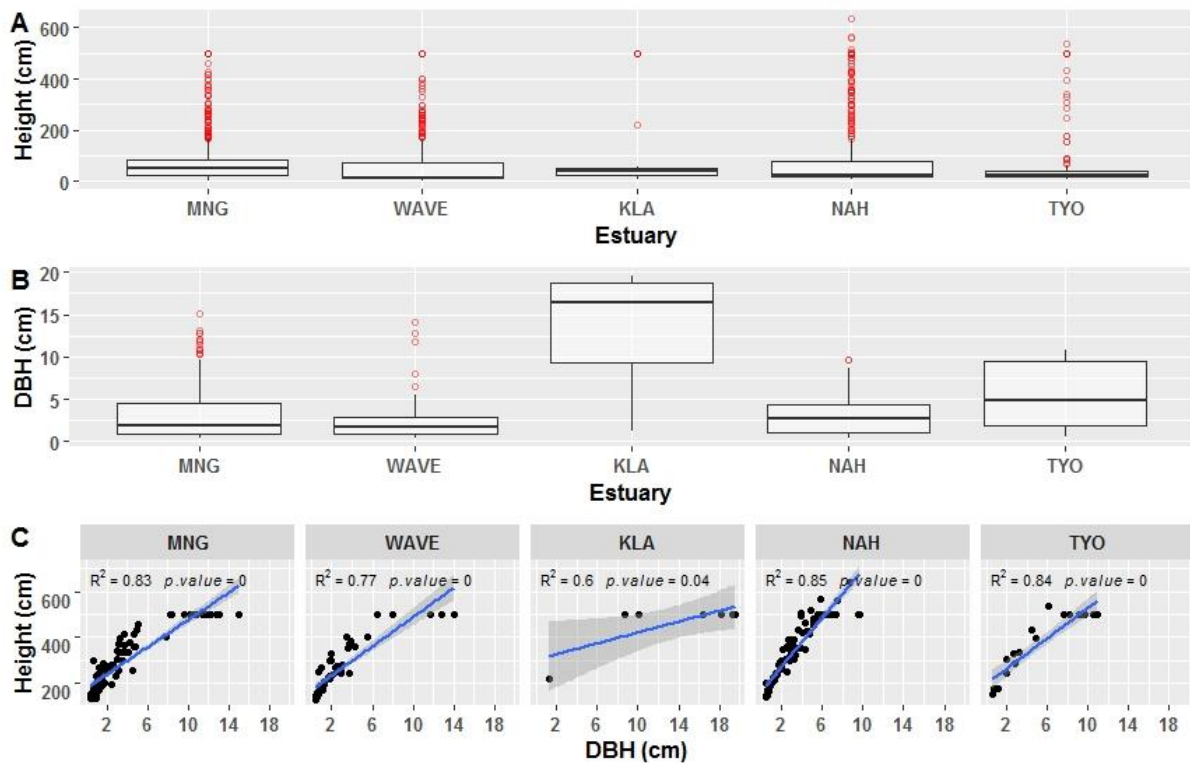 A
Height (cm)
600
400
200
0
MNG WAVE KLA NAH TYO
Estuary
B
DBH (cm)
20
15
10
5
0
MNG WAVE KLA NAH TYO
Estuary
C
MNG WAVE KLA NAH TYO
R² = 0.83 p.value = 0
R² = 0.77 p.value = 0
R² = 0.6 p.value = 0.04
R² = 0.85 p.value = 0
R² = 0.84 p.value = 0
Height (cm)
600
400
200
2 6 10 14 18 2 6 10 14 18 2 6 10 14 18 2 6 10 14 18 2 6 10 14 18
DBH (cm)